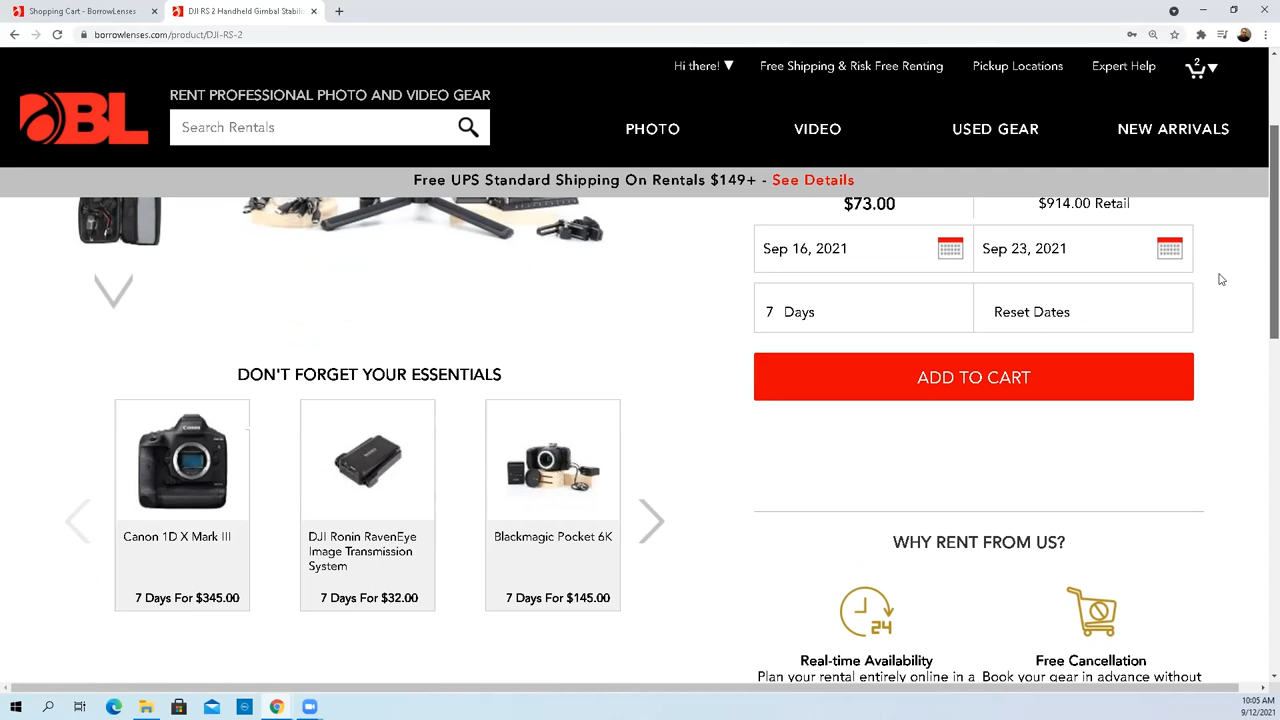 Shopping Cart - BorrowLenses
DJI RS 2 Handheld Gimbal Stabili
borrowlenses.com/product/DJI-RS-2
Hi there! ▼
Free Shipping & Risk Free Renting
Pickup Locations
Expert Help
2
BL
RENT PROFESSIONAL PHOTO AND VIDEO GEAR
Search Rentals
PHOTO
VIDEO
USED GEAR
NEW ARRIVALS
Free UPS Standard Shipping On Rentals $149+ - See Details
$73.00
$914.00 Retail
Sep 16, 2021
Sep 23, 2021
7 Days
Reset Dates
ADD TO CART
DON'T FORGET YOUR ESSENTIALS
Canon 1D X Mark III
7 Days For $345.00
DJI Ronin RavenEye
Image Transmission
System
7 Days For $32.00
Blackmagic Pocket 6K
7 Days For $145.00
WHY RENT FROM US?
24
Real-time Availability
Plan your rental entirely online in a
Free Cancellation
Book your gear in advance without
10:05 AM
9/12/2021